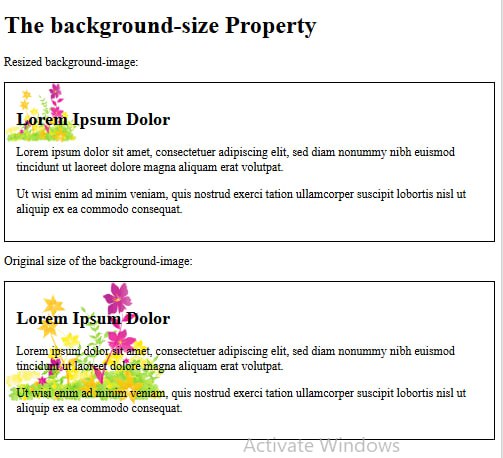 The background-size Property
Resized background-image:
Lorem Ipsum Dolor
Lorem ipsum dolor sit amet, consectetuer adipiscing elit, sed diam nonummy nibh euismod
tincidunt ut laoreet dolore magna aliquam erat volutpat.
Ut wisi enim ad minim veniam, quis nostrud exerci tation ullamcorper suscipit lobortis nisl ut
aliquip ex ea commodo consequat.
Original size of the background-image:
Lorem Ipsum Dolor
Lorem ipsum dolor sit amet, consectetuer adipiscing elit, sed diam nonummy nibh euismod
tincidunt ut laoreet dolore magna aliquam erat volutpat.
Ut wisi enim ad minim veniam, quis nostrud exerci tation ullamcorper suscipit lobortis nisl ut
aliquip ex ea commodo consequat.
Activate Windows